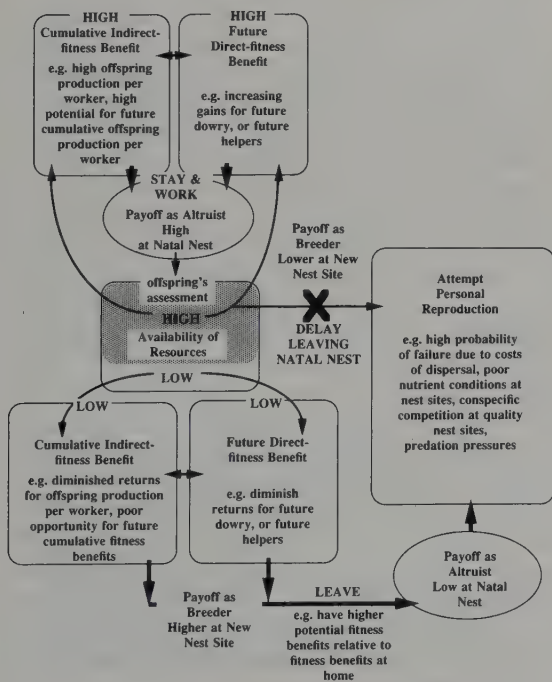 HIGH
Cumulative Indirect-
fitness Benefit
e.g. high offspring
production per
worker, high
potential for future
cumulative offspring
production per
worker
HIGH
Future
Direct-fitness
Benefit
e.g. increasing
gains for future
dowry, or future
helpers
STAY &
WORK
Payoff as Altruist
High
at Natal Nest
offspring's
assessment
HIGH
Availability of
Resources
LOW
Payoff as
Breeder
Lower at New
Nest Site
DELAY
LEAVING
NATAL NEST
Attempt
Personal
Reproduction
e.g. high probability
of failure due to costs
of dispersal, poor
nutrient conditions at
nest sites, conspecific
competition at quality
nest sites,
predation pressures
LOW
Cumulative Indirect-
fitness Benefit
e.g. diminished returns
for offspring production
per worker, poor
opportunity for future
cumulative fitness
benefits
LOW
Future Direct-
fitness Benefit
e.g. diminish
returns for future
dowry, or future
helpers
Payoff as
Breeder
Higher at New
Nest Site
LEAVE
e.g. have higher
potential fitness
benefits relative to
fitness benefits at
home
Payoff as
Altruist
Low at Natal
Nest